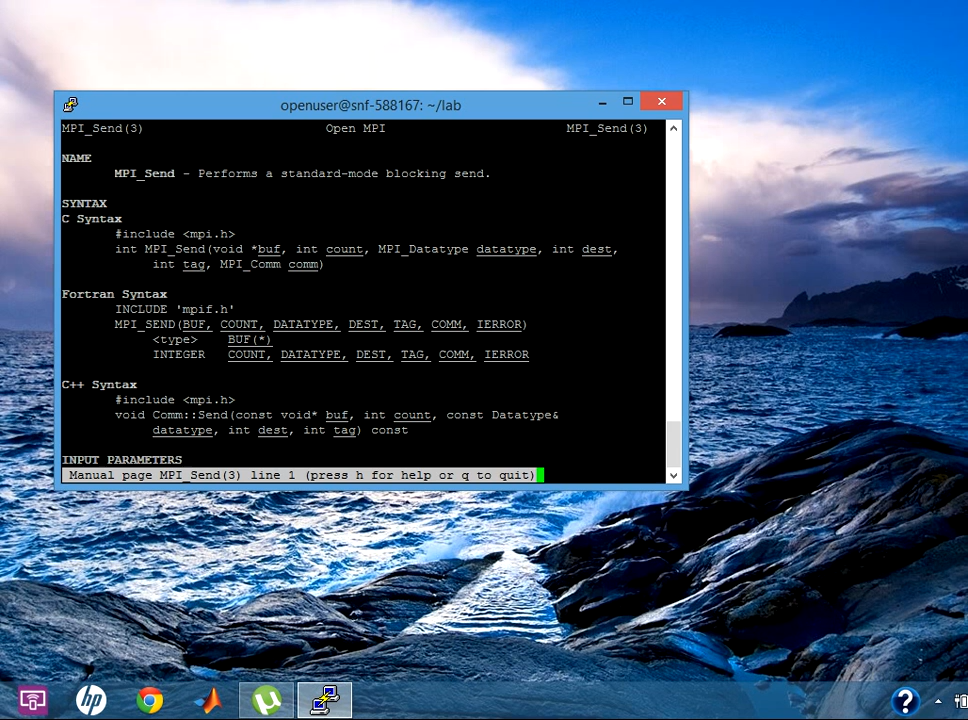 openuser@snf-588167: ~/lab
MPI_Send(3) Open MPI MPI_Send(3)
NAME
MPI_Send - Performs a standard-mode blocking send.
SYNTAX
C Syntax
#include <mpi.h>
int MPI_Send(void *buf, int count, MPI_Datatype datatype, int dest,
int tag, MPI_Comm comm)
Fortran Syntax
INCLUDE 'mpif.h'
MPI_SEND(BUF, COUNT, DATATYPE, DEST, TAG, COMM, IERROR)
<type> BUF(*)
INTEGER COUNT, DATATYPE, DEST, TAG, COMM, IERROR
C++ Syntax
#include <mpi.h>
void Comm::Send(const void* buf, int count, const Datatype&
datatype, int dest, int tag) const
INPUT PARAMETERS
Manual page MPI_Send(3) line 1 (press h for help or q to quit)
hp
?